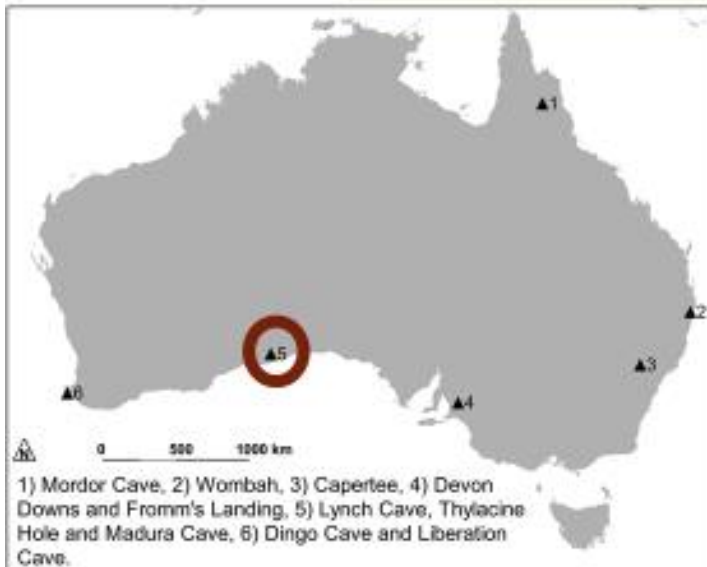 1
2
3
4
5
6
N
0 500 1000 km
1) Mordor Cave, 2) Wombah, 3) Capertee, 4) Devon
Downs and Fromm's Landing, 5) Lynch Cave, Thylacine
Hole and Madura Cave, 6) Dingo Cave and Liberation
Cave.